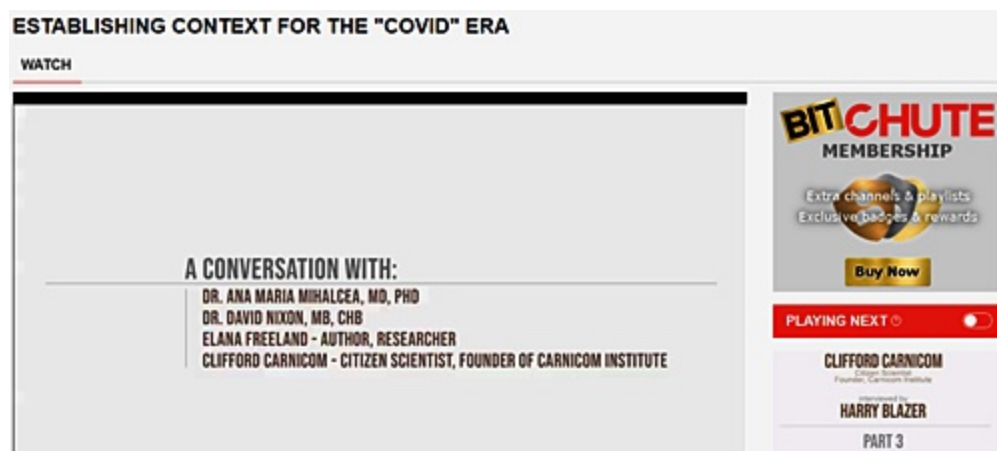 ESTABLISHING CONTEXT FOR THE "COVID" ERA
WATCH
A CONVERSATION WITH:
DR. ANA MARIA MIHALCEA, MD, PHD
DR. DAVID NIXON, MB, CHB
ELANA FREELAND - AUTHOR, RESEARCHER
CLIFFORD CARNICOM - CITIZEN SCIENTIST, FOUNDER OF CARNICOM INSTITUTE
BITCHUTE
MEMBERSHIP
Extra channels & playlists
Exclusive badges & rewards
Buy Now
PLAYING NEXT
CLIFFORD CARNICOM
Citizen Scientist
Founder, Carnicom Institute
interviewed by
HARRY BLAZER
PART 3